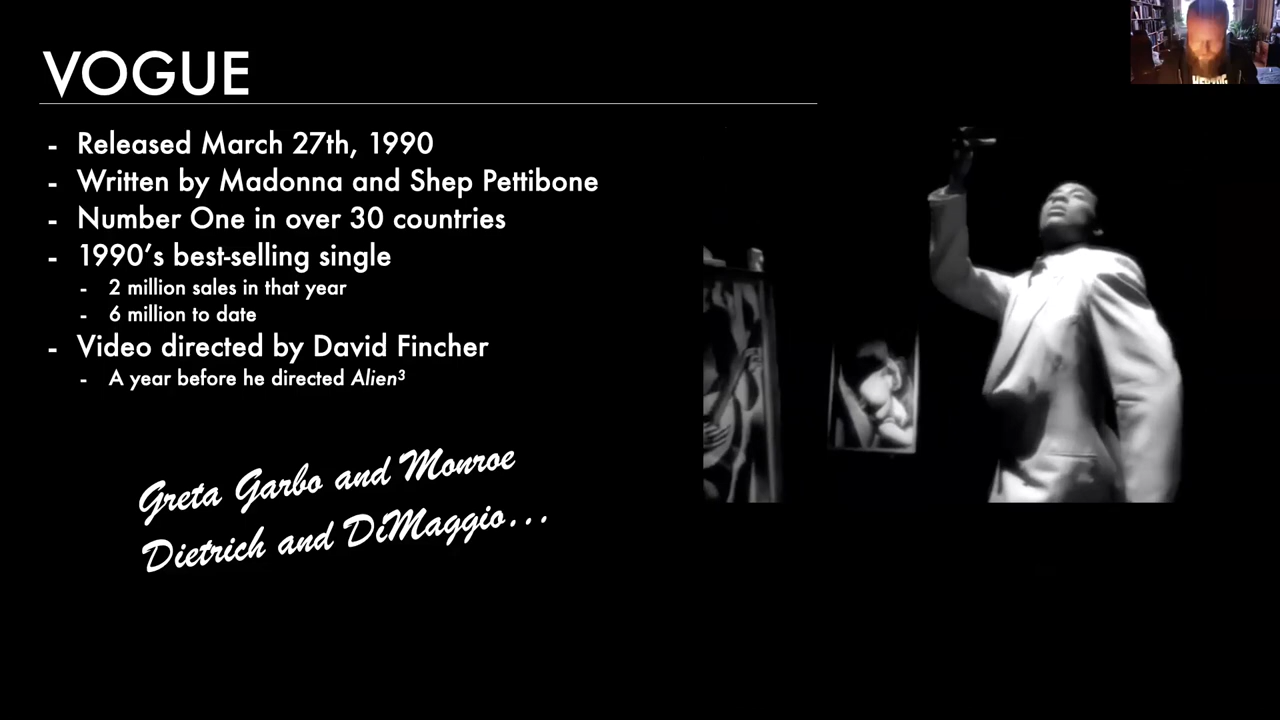 VOGUE
- Released March 27th, 1990
- Written by Madonna and Shep Pettibone
- Number One in over 30 countries
- 1990’s best-selling single
- 2 million sales in that year
- 6 million to date
- Video directed by David Fincher
- A year before he directed Alien³
Greta Garbo and Monroe
Dietrich and DiMaggio...